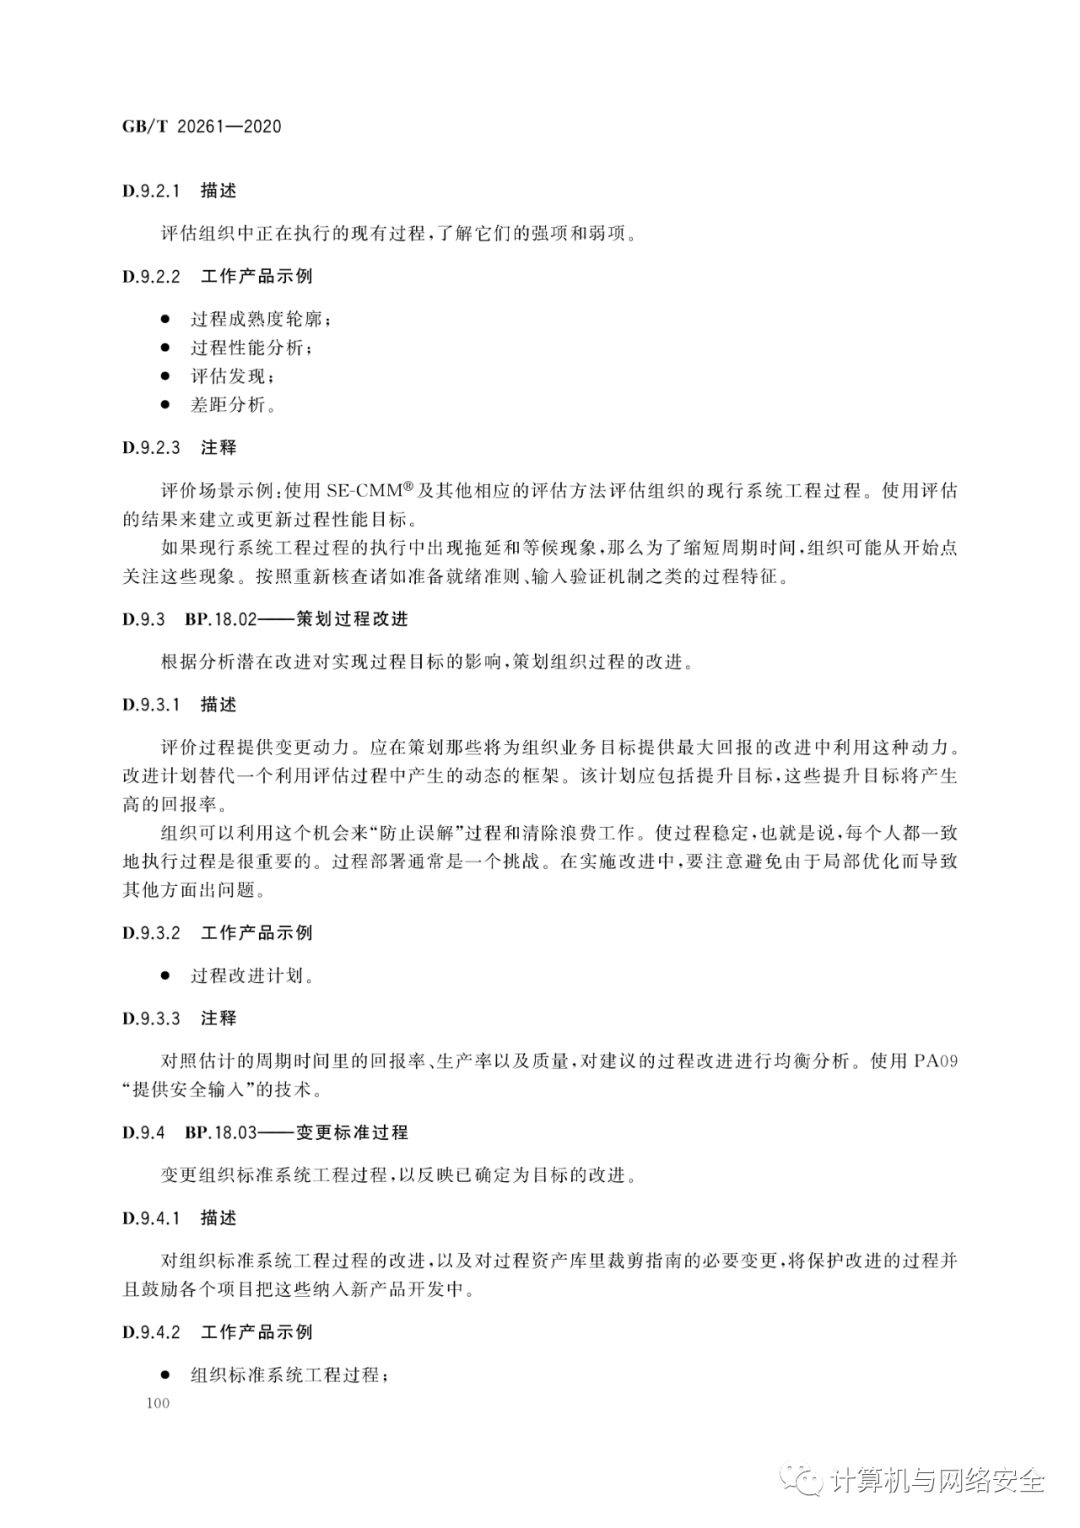 GB/T 20261—2020
D.9.2.1 描述
评估组织中正在执行的现有过程,了解它们的强项和弱项。
D.9.2.2 工作产品示例
● 过程成熟度轮廓;
● 过程性能分析;
● 评估发现;
● 差距分析。
D.9.2.3 注释
评价场景示例:使用 SE-CMM®及其他相应的评估方法评估组织的现行系统工程过程。使用评估
的结果来建立或更新过程性能目标。
如果现行系统工程过程的执行中出现拖延和等候现象,那么为了缩短周期时间,组织可能从开始点
关注这些现象。按照重新核查诸如准备就绪准则、输入验证机制之类的过程特征。
D.9.3 BP.18.02——策划过程改进
根据分析潜在改进对实现过程目标的影响,策划组织过程的改进。
D.9.3.1 描述
评价过程提供变更动力。应在策划那些将为组织业务目标提供最大回报的改进中利用这种动力。
改进计划替代一个利用评估过程中产生的动态的框架。该计划应包括提升目标,这些提升目标将产生
高的回报率。
组织可以利用这个机会来“防止误解”过程和清除浪费工作。使过程稳定,也就是说,每个人都一致
地执行过程是很重要的。过程部署通常是一个挑战。在实施改进中,要注意避免由于局部优化而导致
其他方面出问题。
D.9.3.2 工作产品示例
● 过程改进计划。
D.9.3.3 注释
对照估计的周期时间里的回报率、生产率以及质量,对建议的过程改进进行均衡分析。使用 PA09
“提供安全输入”的技术。
D.9.4 BP.18.03——变更标准过程
变更组织标准系统工程过程,以反映已确定为目标的改进。
D.9.4.1 描述
对组织标准系统工程过程的改进,以及对过程资产库里裁剪指南的必要变更,将保护改进的过程并
且鼓励各个项目把这些纳入新产品开发中。
D.9.4.2 工作产品示例
● 组织标准系统工程过程;
100
计算机与网络安全